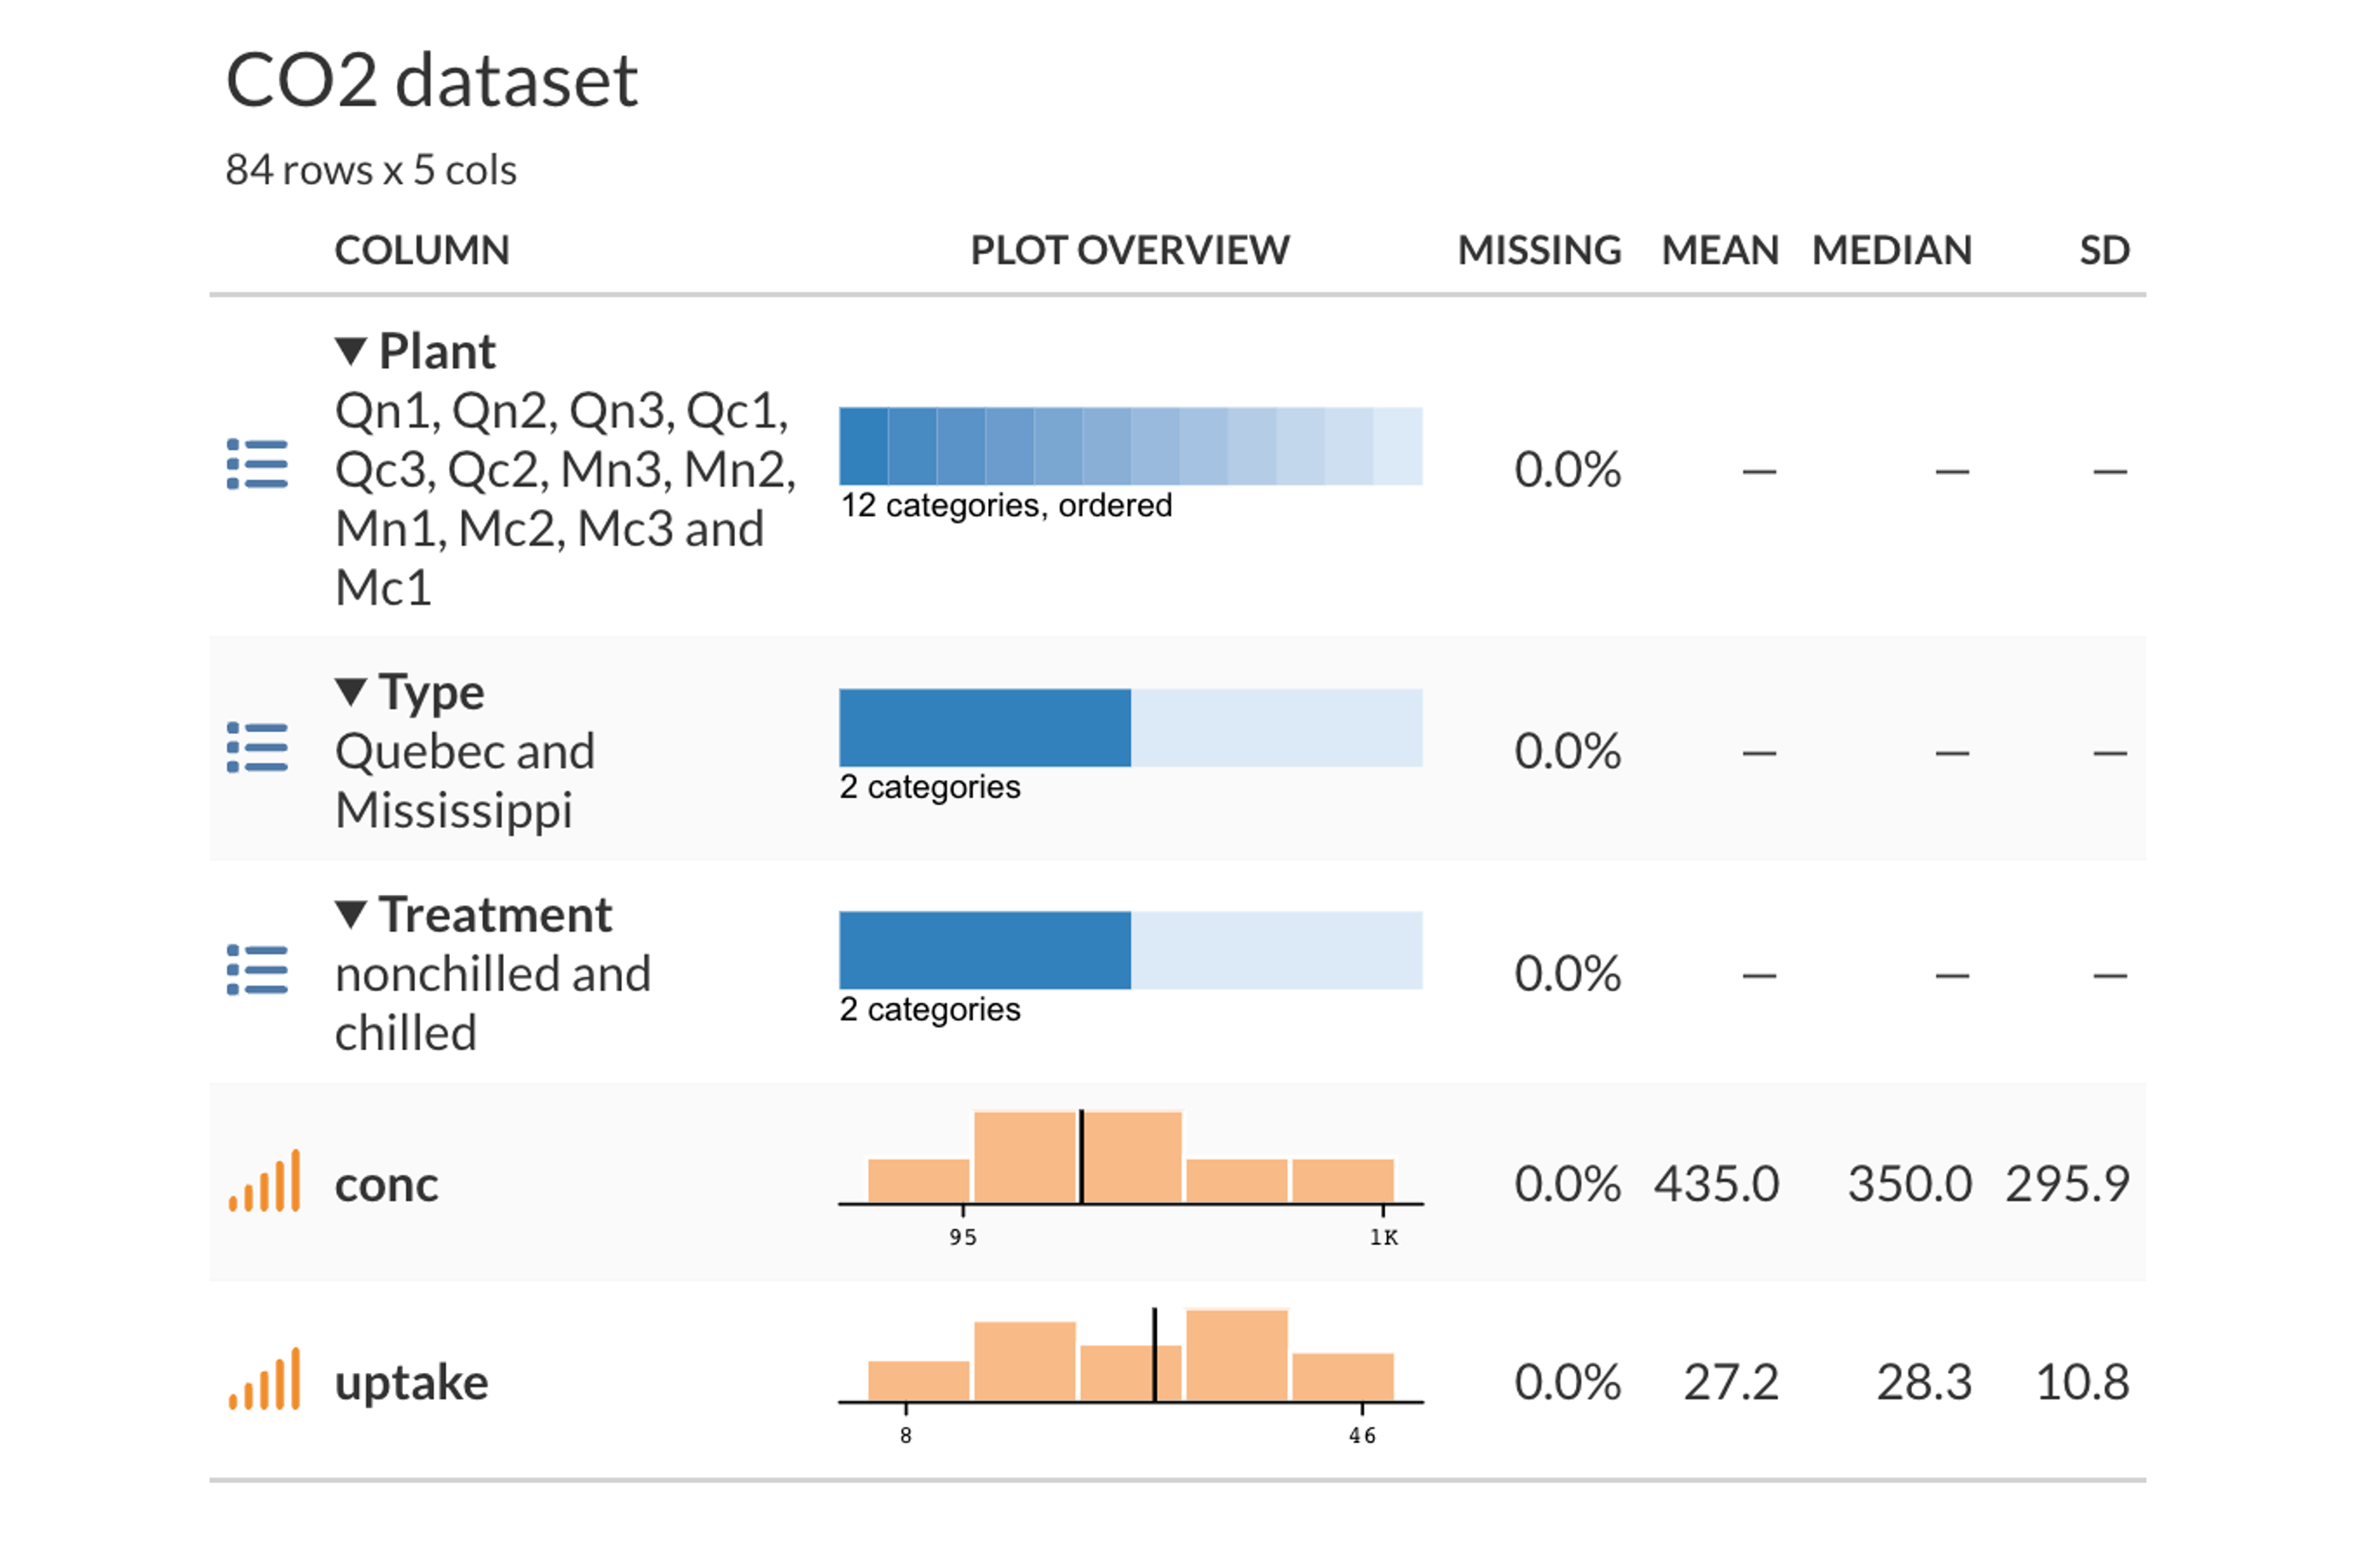 CO2 dataset
84 rows x 5 cols
COLUMN PLOT OVERVIEW MISSING MEAN MEDIAN SD
▼ Plant
Qn1, Qn2, Qn3, Qc1,
Qc3, Qc2, Mn3, Mn2,
Mn1, Mc2, Mc3 and
Mc1
12 categories, ordered
0.0% — — —
▼ Type
Quebec and
Mississippi
2 categories
0.0% — — —
▼ Treatment
nonchilled and
chilled
2 categories
0.0% — — —
conc
95 1K
0.0% 435.0 350.0 295.9
uptake
8 46
0.0% 27.2 28.3 10.8